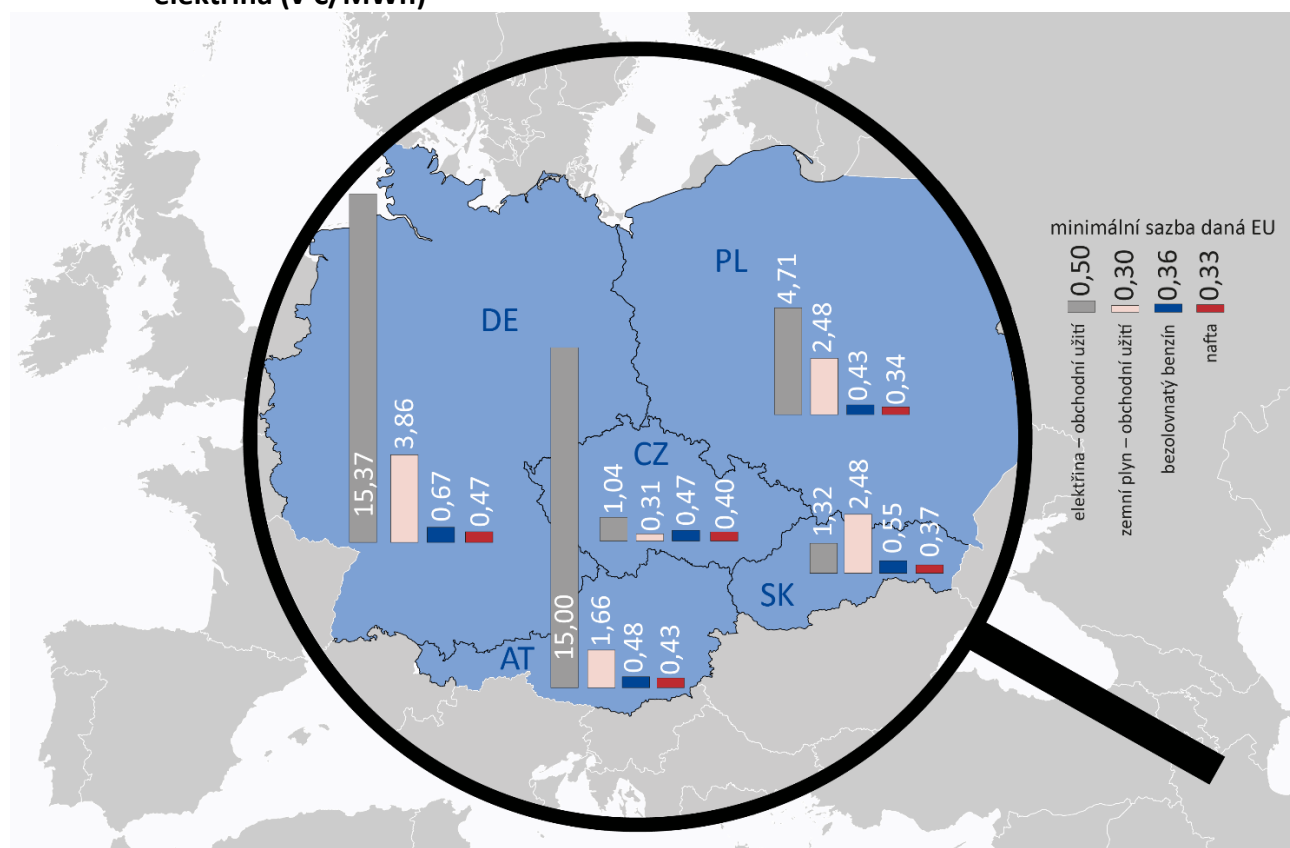 elektřina (v €/MWh)
minimální sazba daná EU
0,50
0,30
0,36
0,33
elektřina – obchodní užití
zemní plyn – obchodní užití
bezolovnatý benzín
nafta
PL
4,71
2,48
0,43
0,34
DE
15,37
3,86
0,67
0,47
CZ
1,04
0,31
0,47
0,40
SK
1,32
2,48
0,55
0,37
AT
15,00
1,66
0,48
0,43